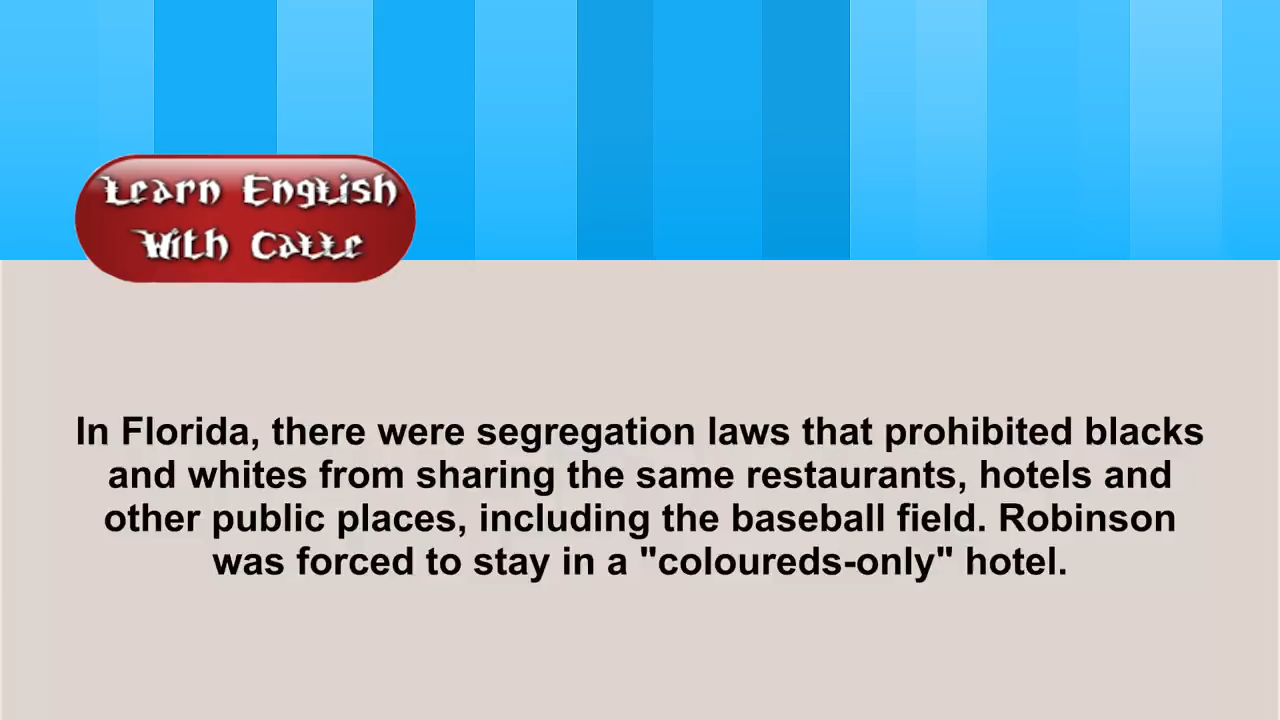 Learn English
With Calle
In Florida, there were segregation laws that prohibited blacks
and whites from sharing the same restaurants, hotels and
other public places, including the baseball field. Robinson
was forced to stay in a "coloureds-only" hotel.